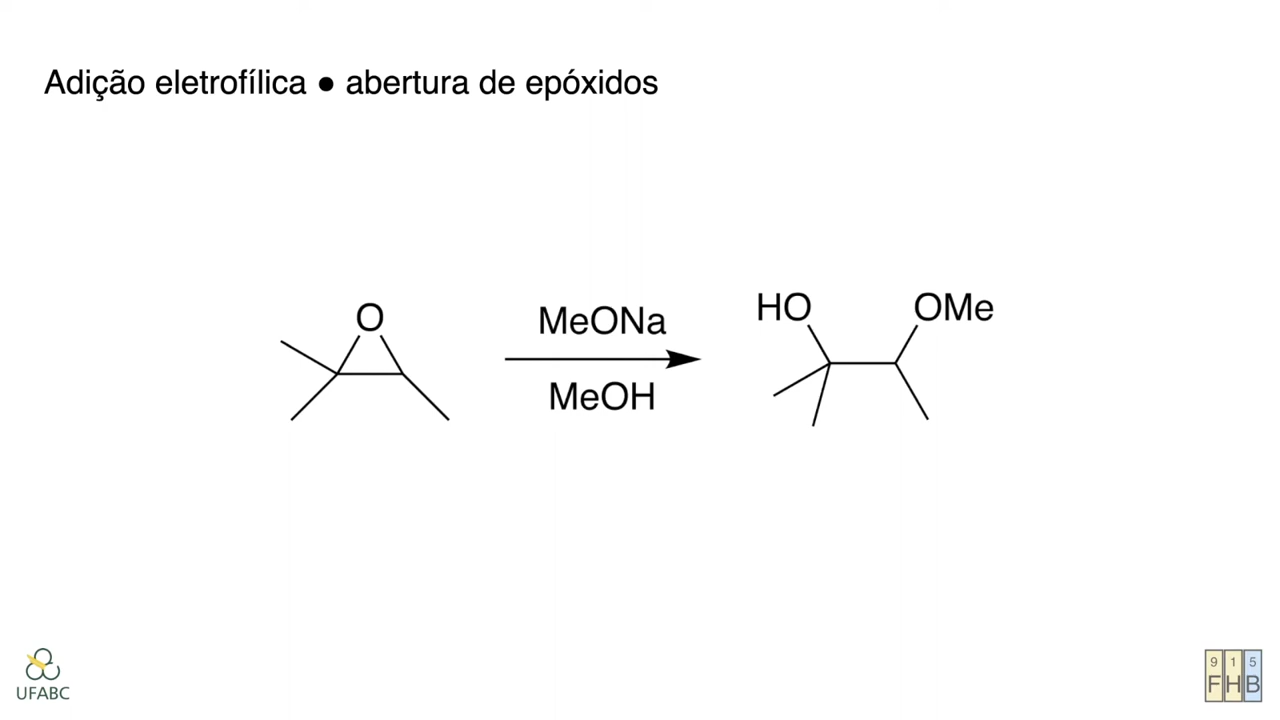 Adição eletrofílica ● abertura de epóxidos
O
MeONa
MeOH
HO
OMe
UFABC
9 1 5
F H B